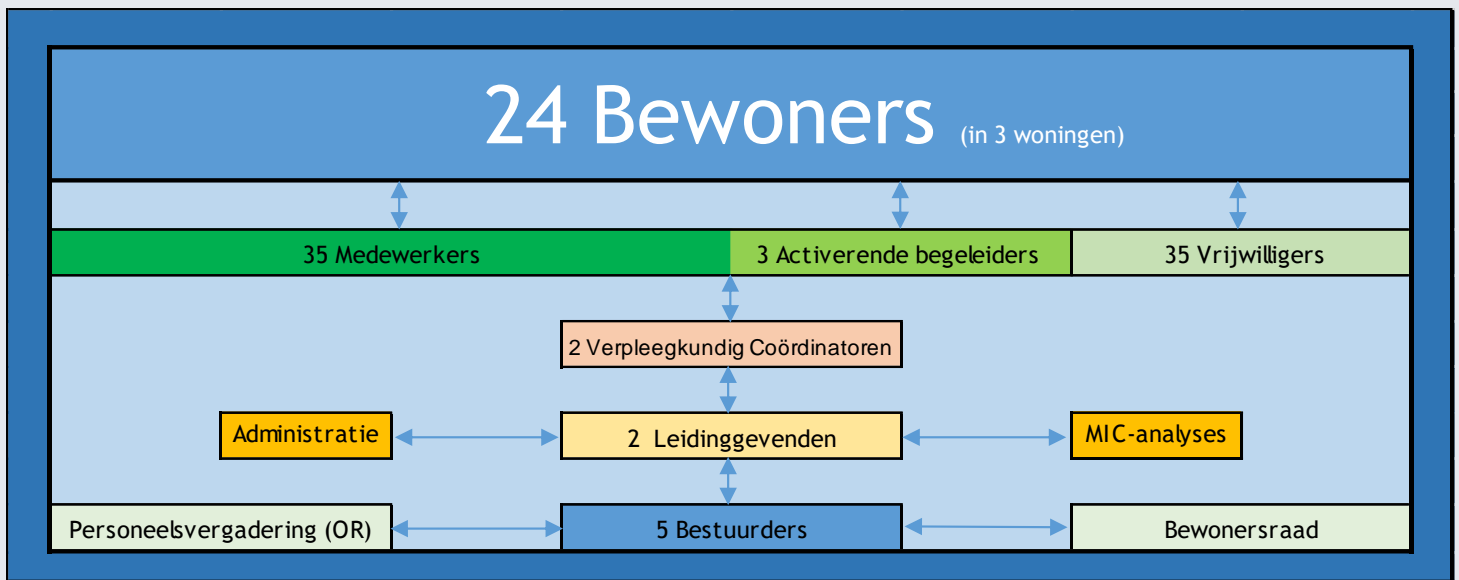 24 Bewoners (in 3 woningen)
35 Medewerkers
3 Activerende begeleiders
35 Vrijwilligers
2 Verpleegkundig Coördinatoren
Administratie
2 Leidinggevenden
MIC-analyses
Personeelsvergadering (OR)
5 Bestuurders
Bewonersraad